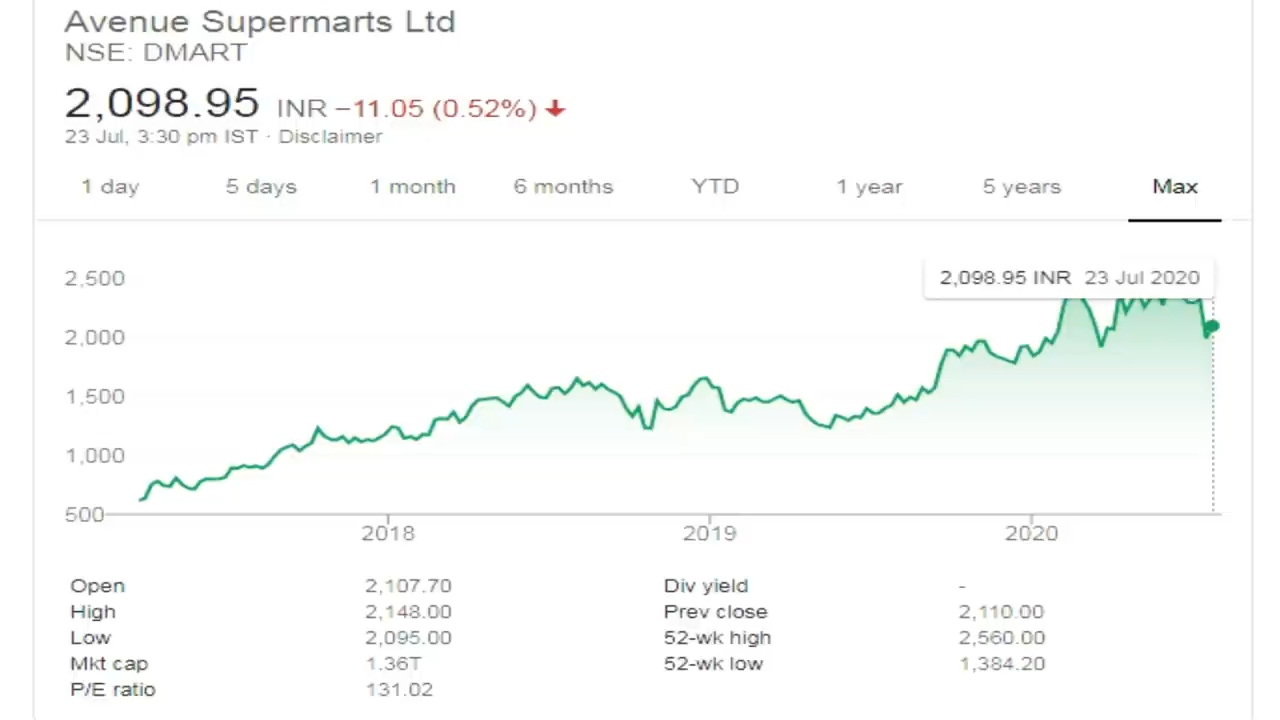 Avenue Supermarts Ltd
NSE: DMART
2,098.95 INR −11.05 (0.52%)
23 Jul, 3:30 pm IST · Disclaimer
1 day 5 days 1 month 6 months YTD 1 year 5 years Max
2,098.95 INR 23 Jul 2020
2,500
2,000
1,500
1,000
500
2018 2019 2020
Open 2,107.70 Div yield -
High 2,148.00 Prev close 2,110.00
Low 2,095.00 52-wk high 2,560.00
Mkt cap 1.36T 52-wk low 1,384.20
P/E ratio 131.02